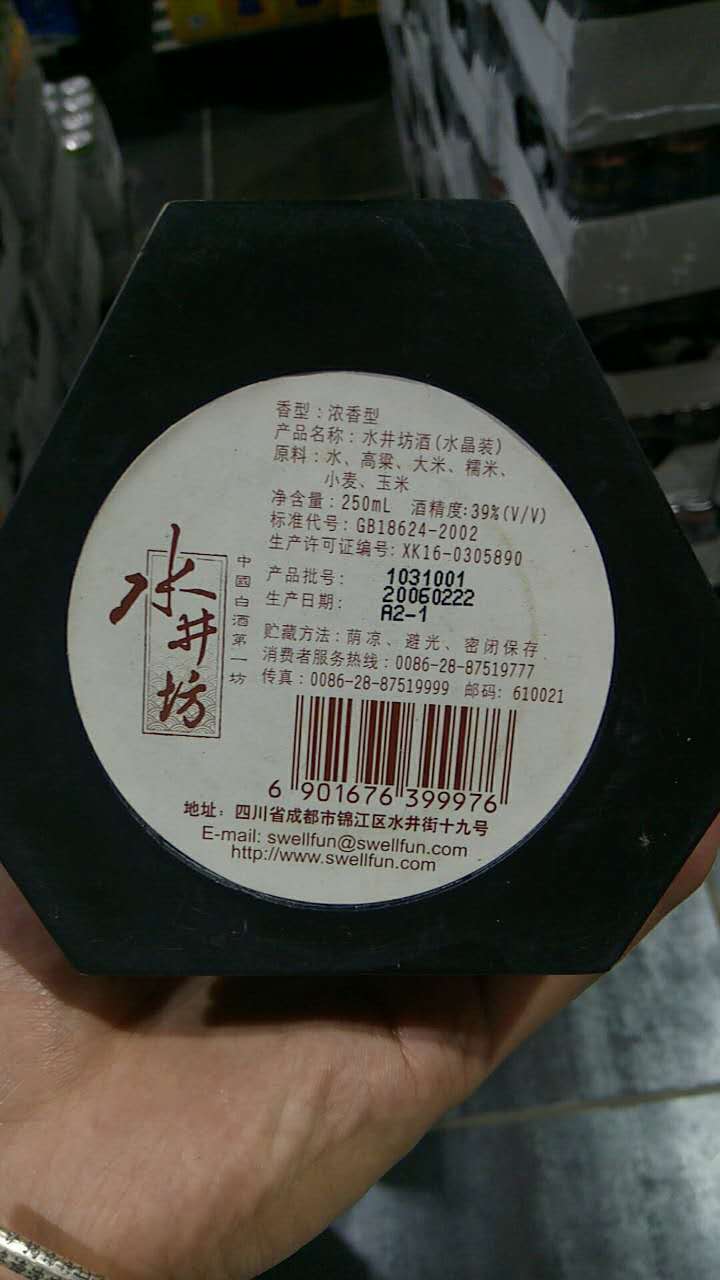 香型：浓香型
产品名称：水井坊酒(水晶装)
原料：水、高粱、大米、糯米、
小麦、玉米
净含量：250mL 酒精度:39%(V/V)
标准代号：GB18624-2002
生产许可证编号：XK16-0305890
产品批号： 1031001
生产日期： 20060222
A2-1
贮藏方法：荫凉、避光、密闭保存
消费者服务热线：0086-28-87519777
传真：0086-28-87519999 邮码：610021
水井坊
中國白酒第一坊
6 901676 399976
地址：四川省成都市锦江区水井街十九号
E-mail: swellfun@swellfun.com
http://www.swellfun.com